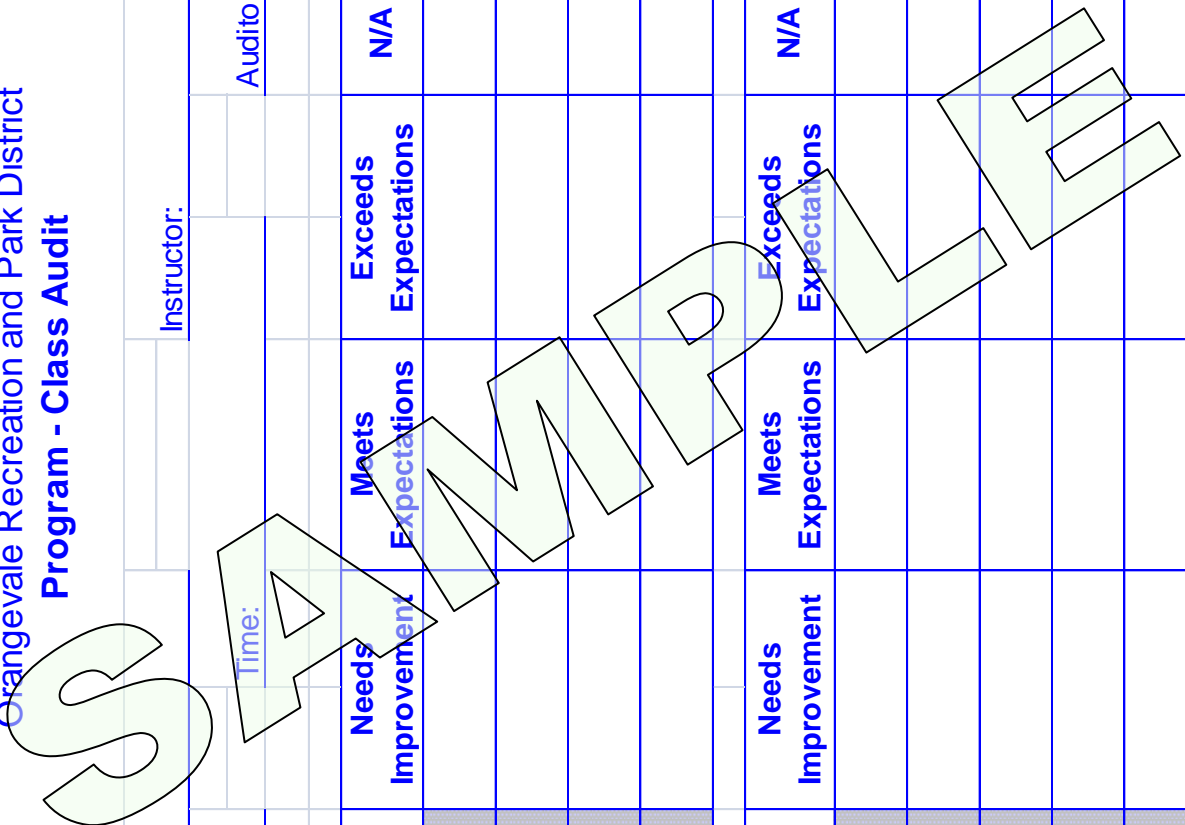 Orangevale Recreation and Park District
Program - Class Audit
Instructor:
Time: Audito
Needs Improvement Meets Expectations Exceeds Expectations N/A
Needs Improvement Meets Expectations Exceeds Expectations N/A
SAMPLE